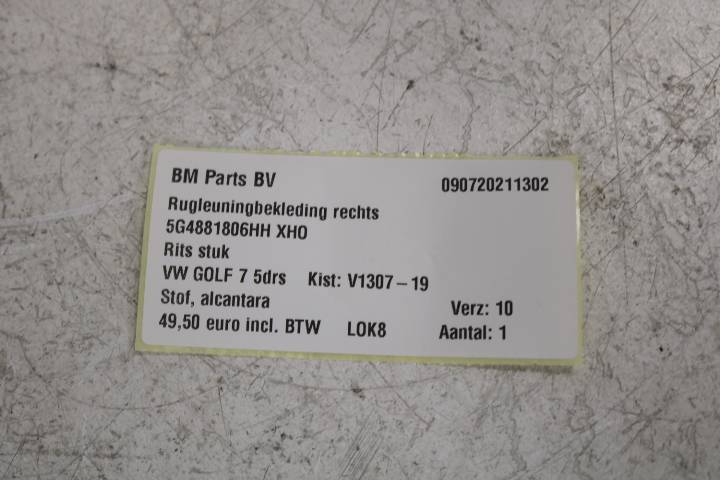 BM Parts BV 090720211302
Rugleuningbekleding rechts
5G4881806HH XHO
Rits stuk
VW GOLF 7 5drs Kist: V1307-19
Stof, alcantara Verz: 10
49,50 euro incl. BTW LOK8 Aantal: 1